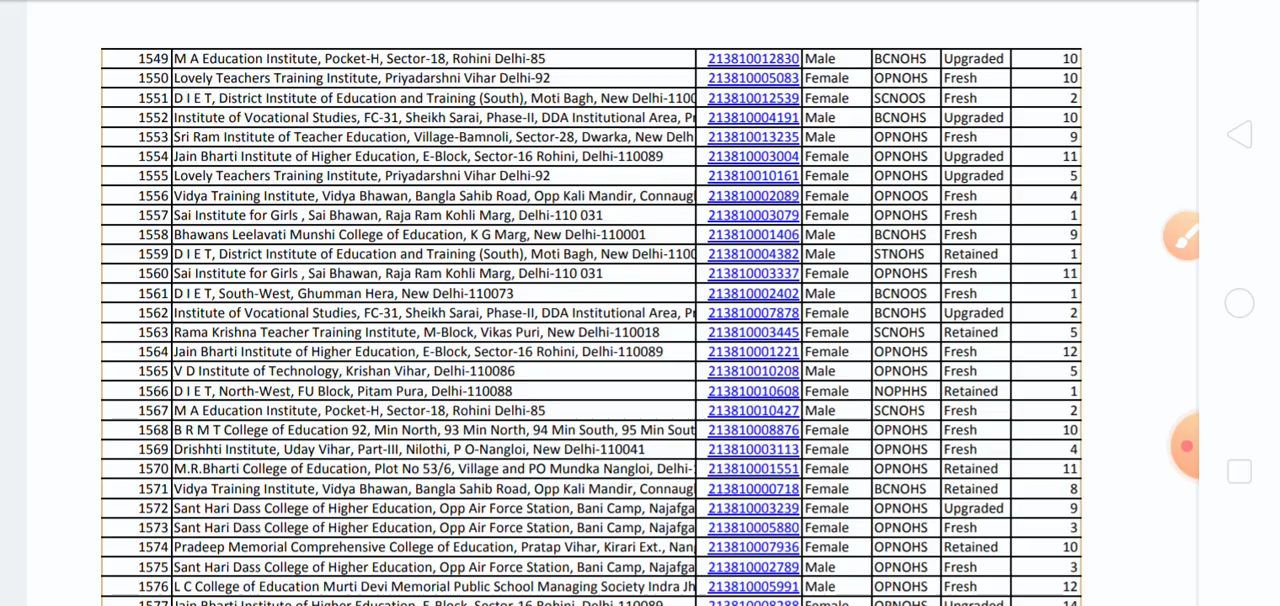 1549 M A Education Institute, Pocket-H, Sector-18, Rohini Delhi-85 213810012830 Male BCNOHS Upgraded 10
1550 Lovely Teachers Training Institute, Priyadarshni Vihar Delhi-92 213810005083 Female OPNOHS Fresh 10
1551 D I E T, District Institute of Education and Training (South), Moti Bagh, New Delhi-1100 213810012539 Female SCNOOS Fresh 2
1552 Institute of Vocational Studies, FC-31, Sheikh Sarai, Phase-II, DDA Institutional Area, 213810004191 Male BCNOHS Upgraded 10
1553 Sri Ram Institute of Teacher Education, Village-Bamnoli, Sector-28, Dwarka, New Delh 213810013235 Male OPNOHS Fresh 9
1554 Jain Bharti Institute of Higher Education, E-Block, Sector-16 Rohini, Delhi-110089 213810003004 Female OPNOHS Upgraded 11
1555 Lovely Teachers Training Institute, Priyadarshni Vihar Delhi-92 213810010161 Female OPNOHS Upgraded 5
1556 Vidya Training Institute, Vidya Bhawan, Bangla Sahib Road, Opp Kali Mandir, Connaug 213810002089 Female OPNOOS Fresh 4
1557 Sai Institute for Girls , Sai Bhawan, Raja Ram Kohli Marg, Delhi-110 031 213810003079 Female OPNOHS Fresh 1
1558 Bhawans Leelavati Munshi College of Education, K G Marg, New Delhi-110001 213810001406 Male BCNOHS Fresh 9
1559 D I E T, District Institute of Education and Training (South), Moti Bagh, New Delhi-1100 213810004382 Male STNOHS Retained 1
1560 Sai Institute for Girls , Sai Bhawan, Raja Ram Kohli Marg, Delhi-110 031 213810003337 Female OPNOHS Fresh 11
1561 D I E T, South-West, Ghumman Hera, New Delhi-110073 213810002402 Male BCNOOS Fresh 1
1562 Institute of Vocational Studies, FC-31, Sheikh Sarai, Phase-II, DDA Institutional Area, 213810007878 Female BCNOHS Upgraded 2
1563 Rama Krishna Teacher Training Institute, M-Block, Vikas Puri, New Delhi-110018 213810003445 Female SCNOHS Retained 5
1564 Jain Bharti Institute of Higher Education, E-Block, Sector-16 Rohini, Delhi-110089 213810001221 Female OPNOHS Fresh 12
1565 V D Institute of Technology, Krishan Vihar, Delhi-110086 213810010208 Male OPNOHS Fresh 5
1566 D I E T, North-West, FU Block, Pitam Pura, Delhi-110088 213810010608 Female NOPHHS Retained 1
1567 M A Education Institute, Pocket-H, Sector-18, Rohini Delhi-85 213810010427 Male SCNOHS Fresh 2
1568 B R M T College of Education 92, Min North, 93 Min North, 94 Min South, 95 Min Sout 213810008876 Female OPNOHS Fresh 10
1569 Drishhti Institute, Uday Vihar, Part-III, Nilothi, P O-Nangloi, New Delhi-110041 213810003113 Female OPNOHS Fresh 4
1570 M.R.Bharti College of Education, Plot No 53/6, Village and PO Mundka Nangloi, Delhi- 213810001551 Female OPNOHS Retained 11
1571 Vidya Training Institute, Vidya Bhawan, Bangla Sahib Road, Opp Kali Mandir, Connaug 213810000718 Female BCNOHS Retained 8
1572 Sant Hari Dass College of Higher Education, Opp Air Force Station, Bani Camp, Najafga 213810003239 Female OPNOHS Upgraded 9
1573 Sant Hari Dass College of Higher Education, Opp Air Force Station, Bani Camp, Najafga 213810005880 Female OPNOHS Fresh 3
1574 Pradeep Memorial Comprehensive College of Education, Pratap Vihar, Kirari Ext., Nan 213810007936 Female OPNOHS Retained 10
1575 Sant Hari Dass College of Higher Education, Opp Air Force Station, Bani Camp, Najafga 213810002789 Male OPNOHS Fresh 3
1576 L C College of Education Murti Devi Memorial Public School Managing Society Indra Jh 213810005991 Male OPNOHS Fresh 12
1577 Jain Bharti Institute of Higher Education, E-Block, Sector-16 Rohini, Delhi-110089 213810008288 Female OPNOHS Upgraded 14